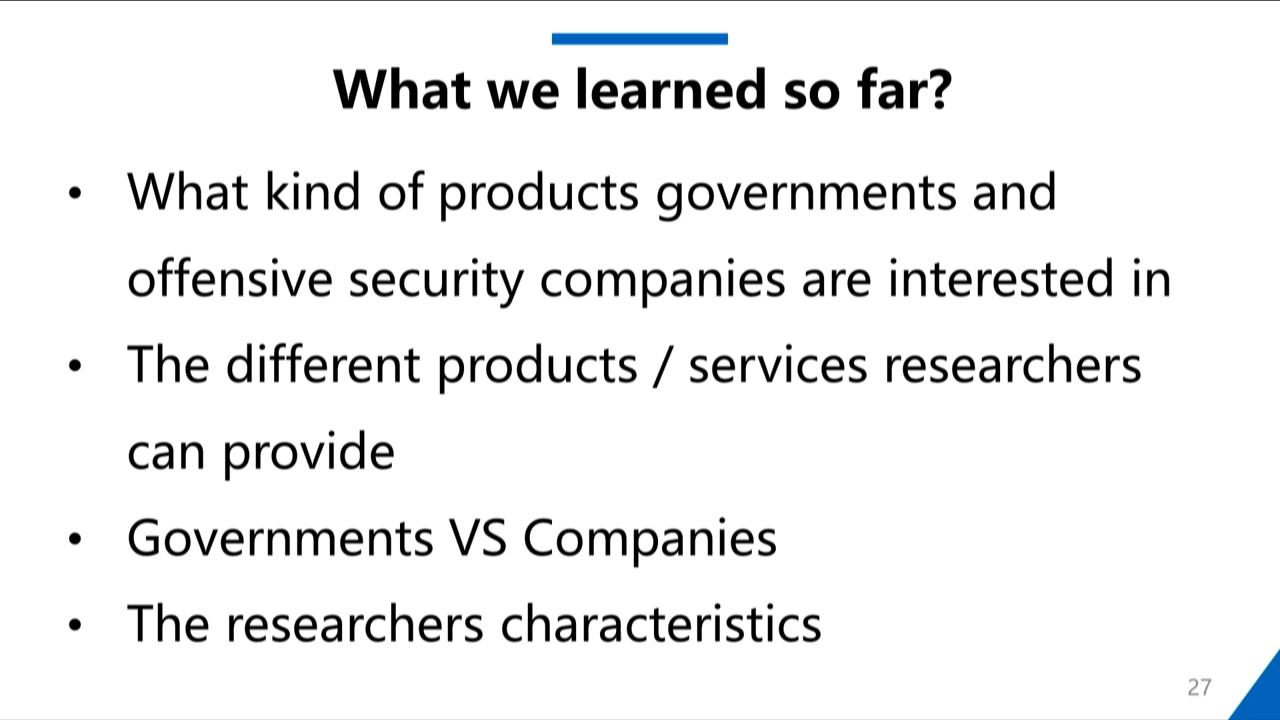 What we learned so far?
• What kind of products governments and
offensive security companies are interested in
• The different products / services researchers
can provide
• Governments VS Companies
• The researchers characteristics
27